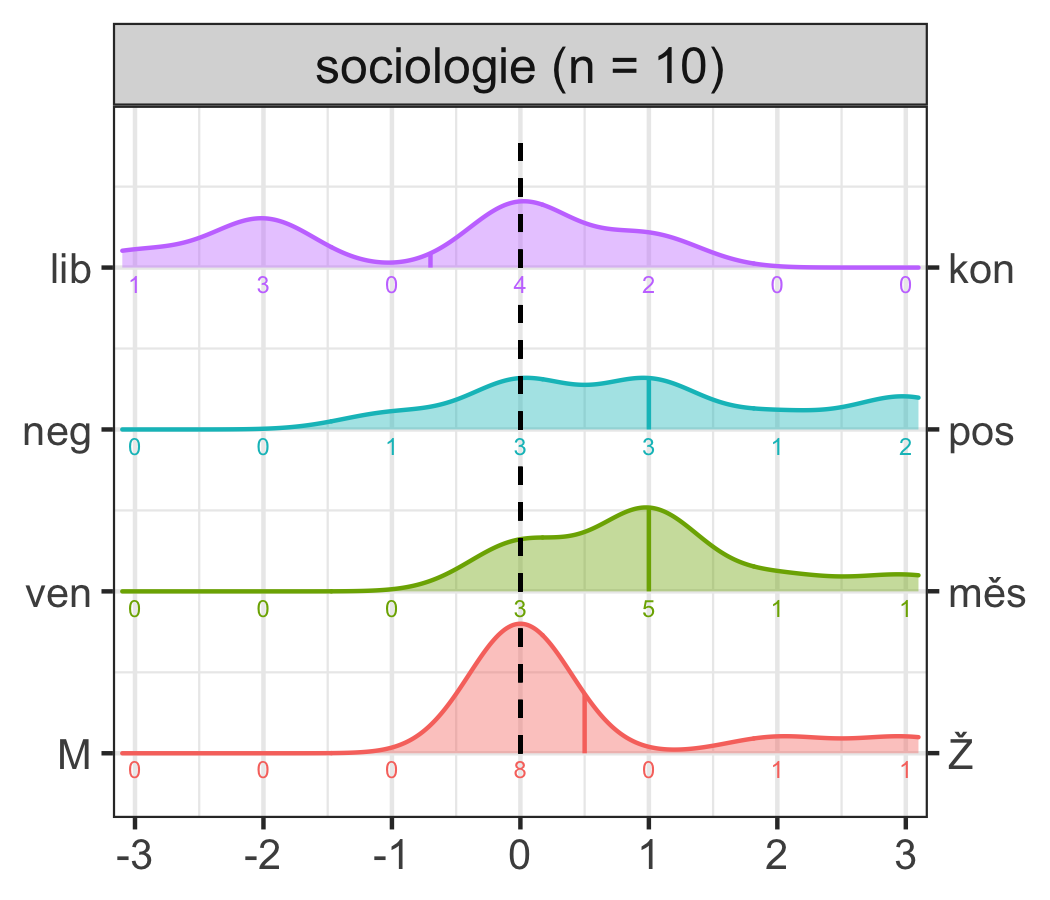 sociologie (n = 10)
lib kon
1 3 0 4 2 0 0
neg pos
0 0 1 3 3 1 2
ven měs
0 0 0 3 5 1 1
M Ž
0 0 0 8 0 1 1
-3 -2 -1 0 1 2 3